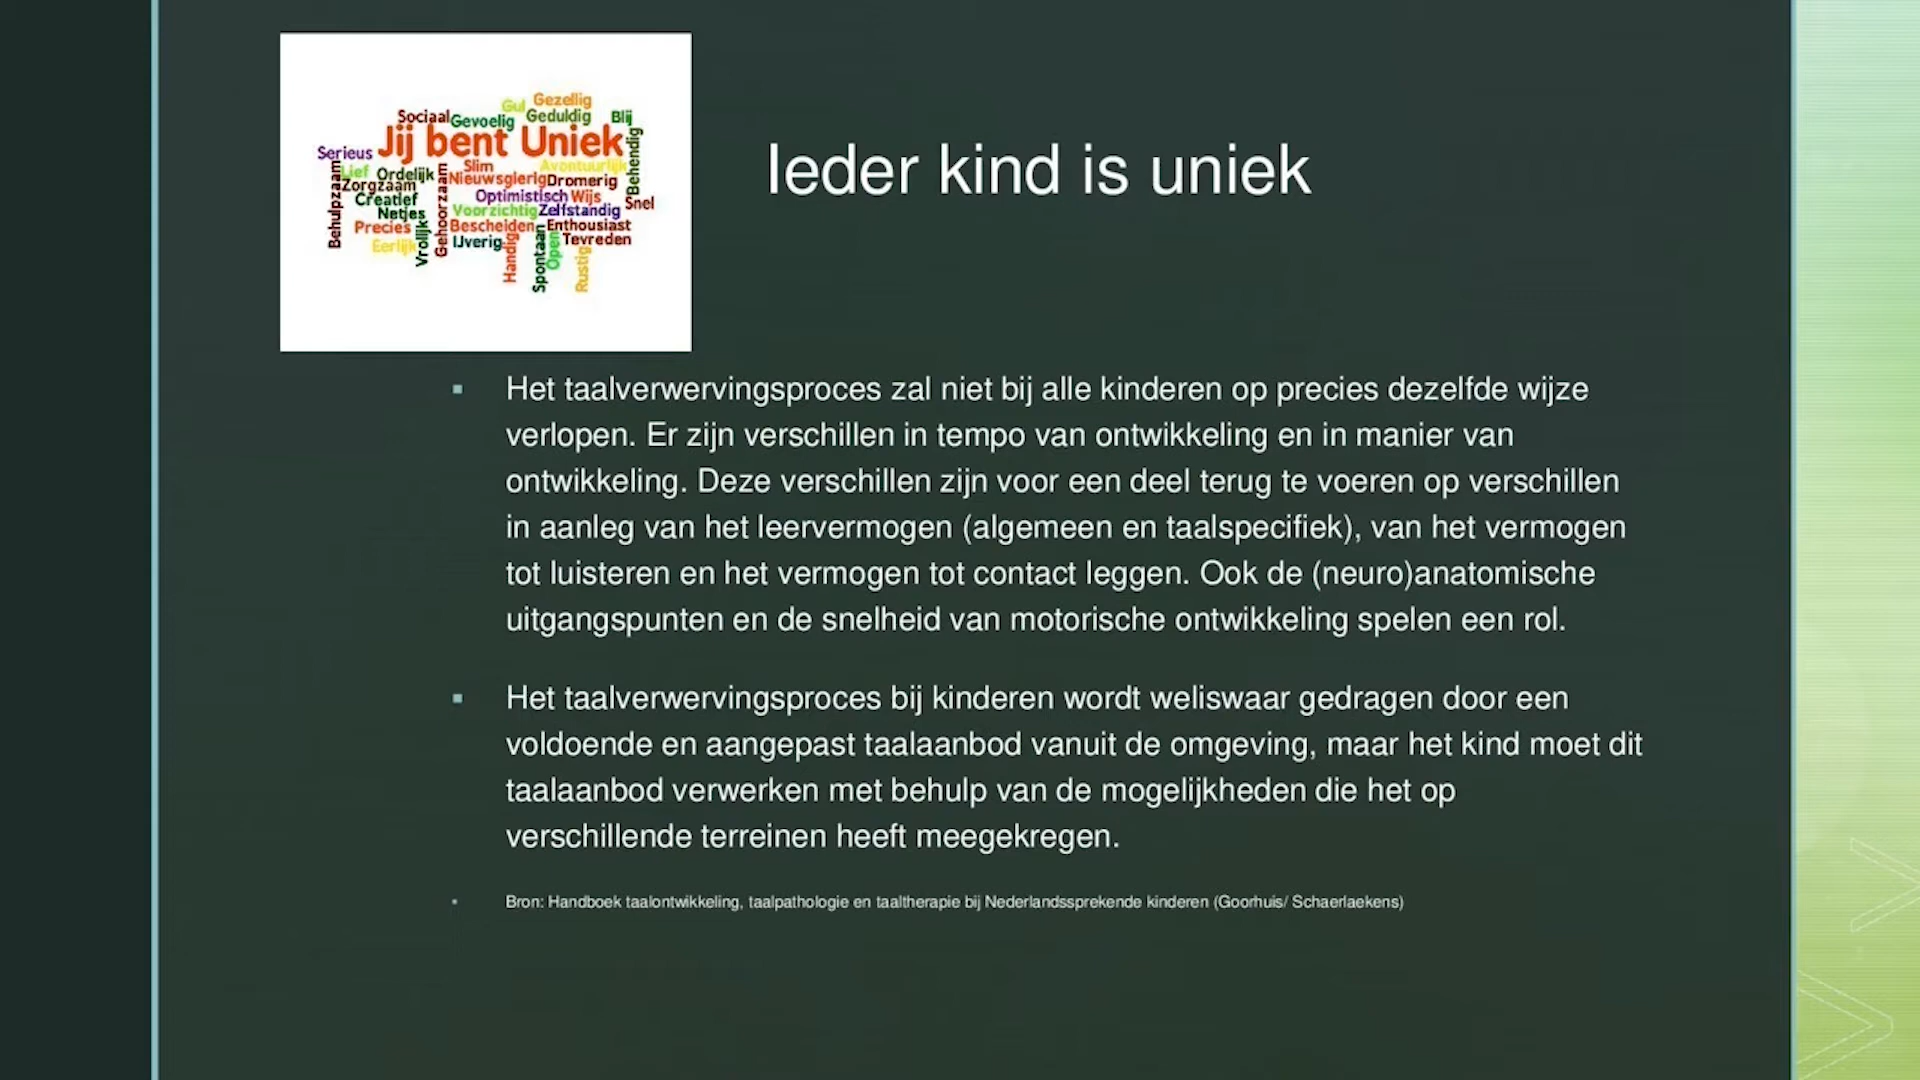 Gul Gezellig
Sociaal Gevoelig Geduldig Blij
Jij bent Uniek
Serieus Lief Ordelijk Slim Avontuurlijk Behendig
Behulpzaam Zorgzaam Gehoorzaam Nieuwsgierig Dromerig
Creatief Optimistisch Wijs Snel
Netjes Voorzichtig Zelfstandig
Precies Vrolijk Bescheiden Enthousiast
Eerlijk IJverig Handig Spontaan Open Tevreden
Rustig
Ieder kind is uniek
Het taalverwervingsproces zal niet bij alle kinderen op precies dezelfde wijze
verlopen. Er zijn verschillen in tempo van ontwikkeling en in manier van
ontwikkeling. Deze verschillen zijn voor een deel terug te voeren op verschillen
in aanleg van het leervermogen (algemeen en taalspecifiek), van het vermogen
tot luisteren en het vermogen tot contact leggen. Ook de (neuro)anatomische
uitgangspunten en de snelheid van motorische ontwikkeling spelen een rol.
Het taalverwervingsproces bij kinderen wordt weliswaar gedragen door een
voldoende en aangepast taalaanbod vanuit de omgeving, maar het kind moet dit
taalaanbod verwerken met behulp van de mogelijkheden die het op
verschillende terreinen heeft meegekregen.
Bron: Handboek taalontwikkeling, taalpathologie en taaltherapie bij Nederlandssprekende kinderen (Goorhuis/ Schaerlaekens)